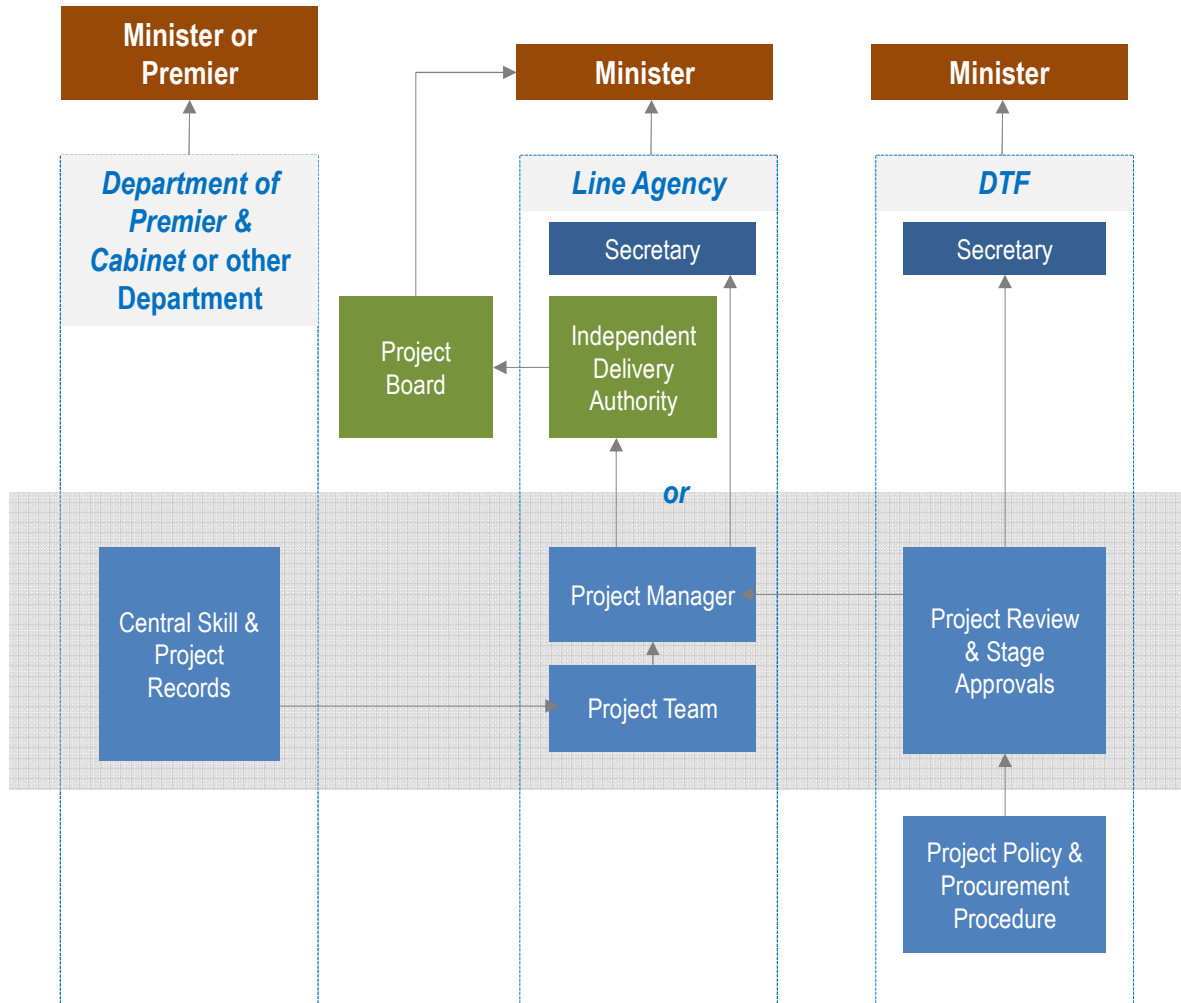 Minister or
Premier
Minister
Minister
Department of
Premier &
Cabinet or other
Department
Line Agency
DTF
Secretary
Secretary
Project
Board
Independent
Delivery
Authority
or
Central Skill &
Project
Records
Project Manager
Project Team
Project Review
& Stage
Approvals
Project Policy &
Procurement
Procedure